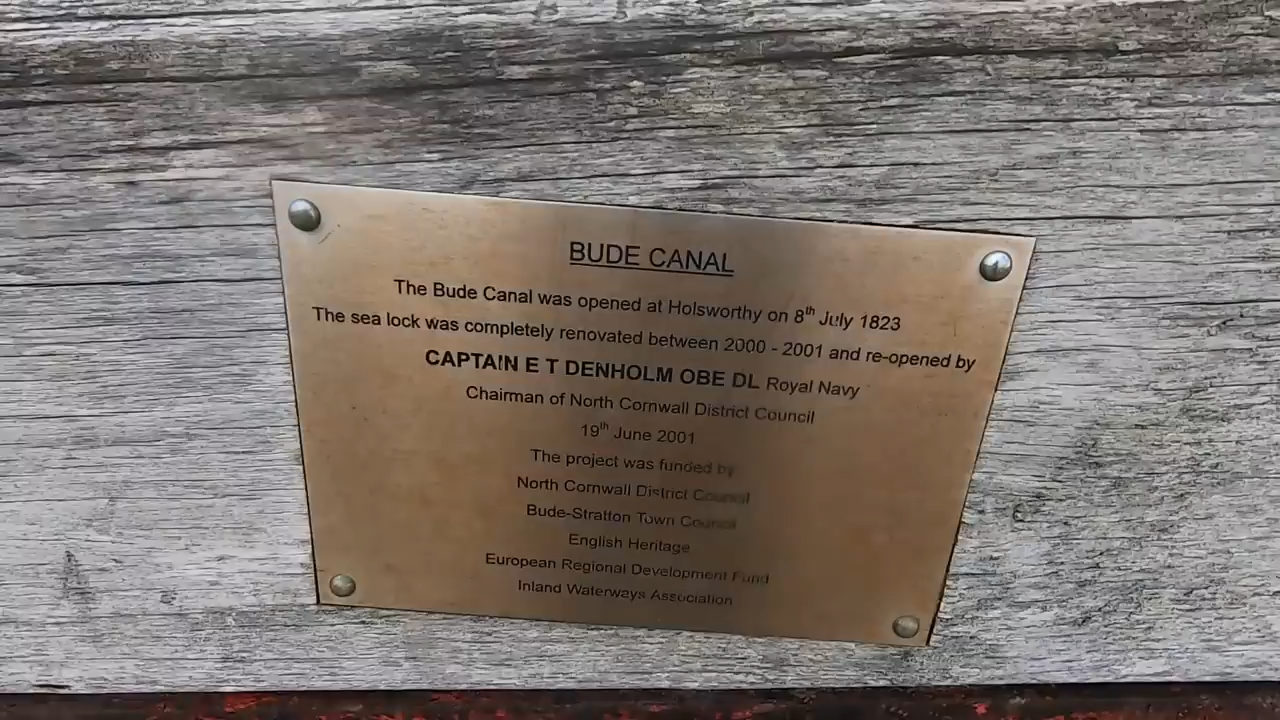 BUDE CANAL
The Bude Canal was opened at Holsworthy on 8th July 1823
The sea lock was completely renovated between 2000 - 2001 and re-opened by
CAPTAIN E T DENHOLM OBE DL Royal Navy
Chairman of North Cornwall District Council
19th June 2001
The project was funded by
North Cornwall District Council
Bude-Stratton Town Council
English Heritage
European Regional Development Fund
Inland Waterways Association